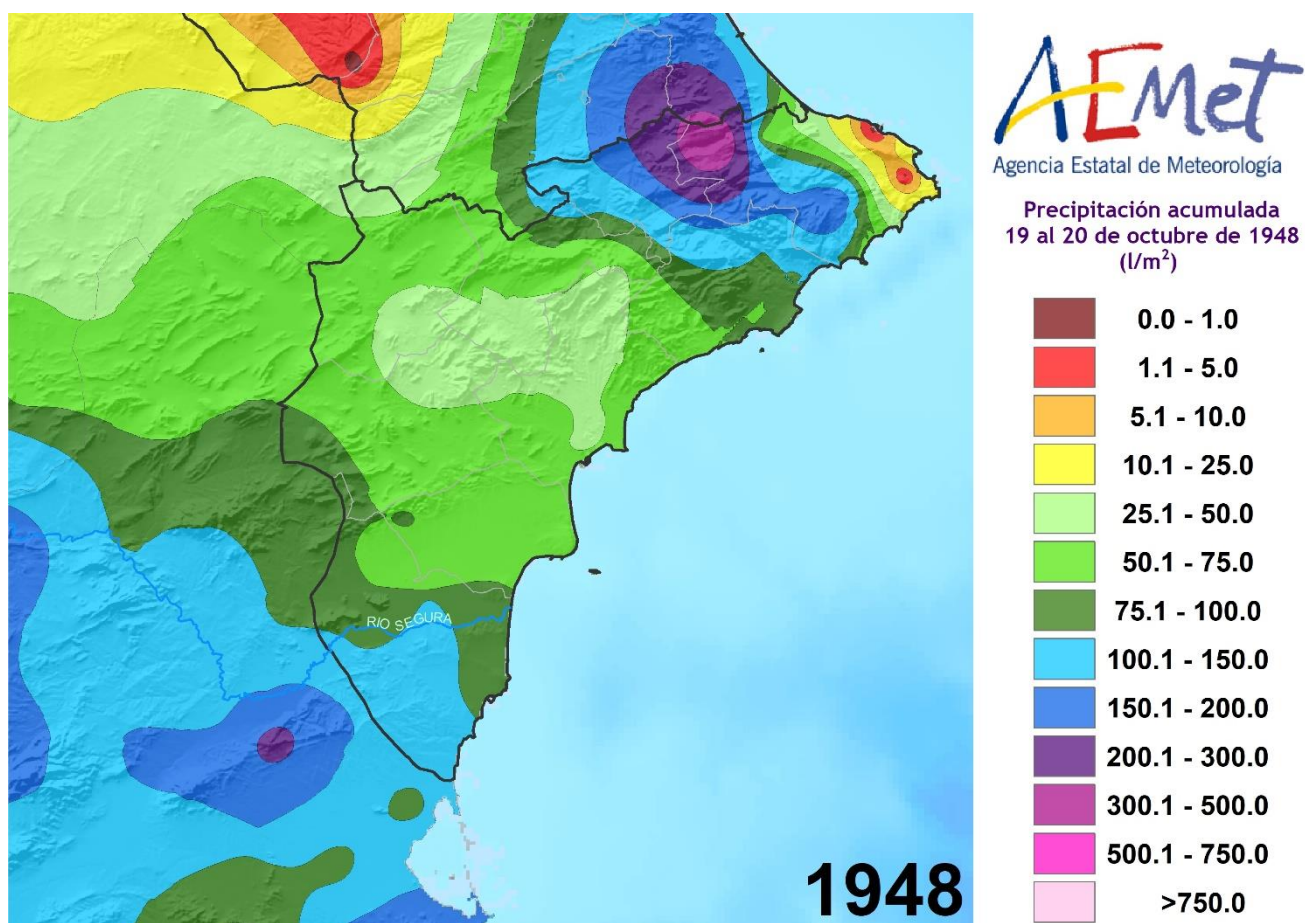 AEMet
Agencia Estatal de Meteorología
Precipitación acumulada
19 al 20 de octubre de 1948
(l/m²)
0.0 - 1.0
1.1 - 5.0
5.1 - 10.0
10.1 - 25.0
25.1 - 50.0
50.1 - 75.0
75.1 - 100.0
100.1 - 150.0
150.1 - 200.0
200.1 - 300.0
300.1 - 500.0
500.1 - 750.0
>750.0
RIO SEGURA
1948